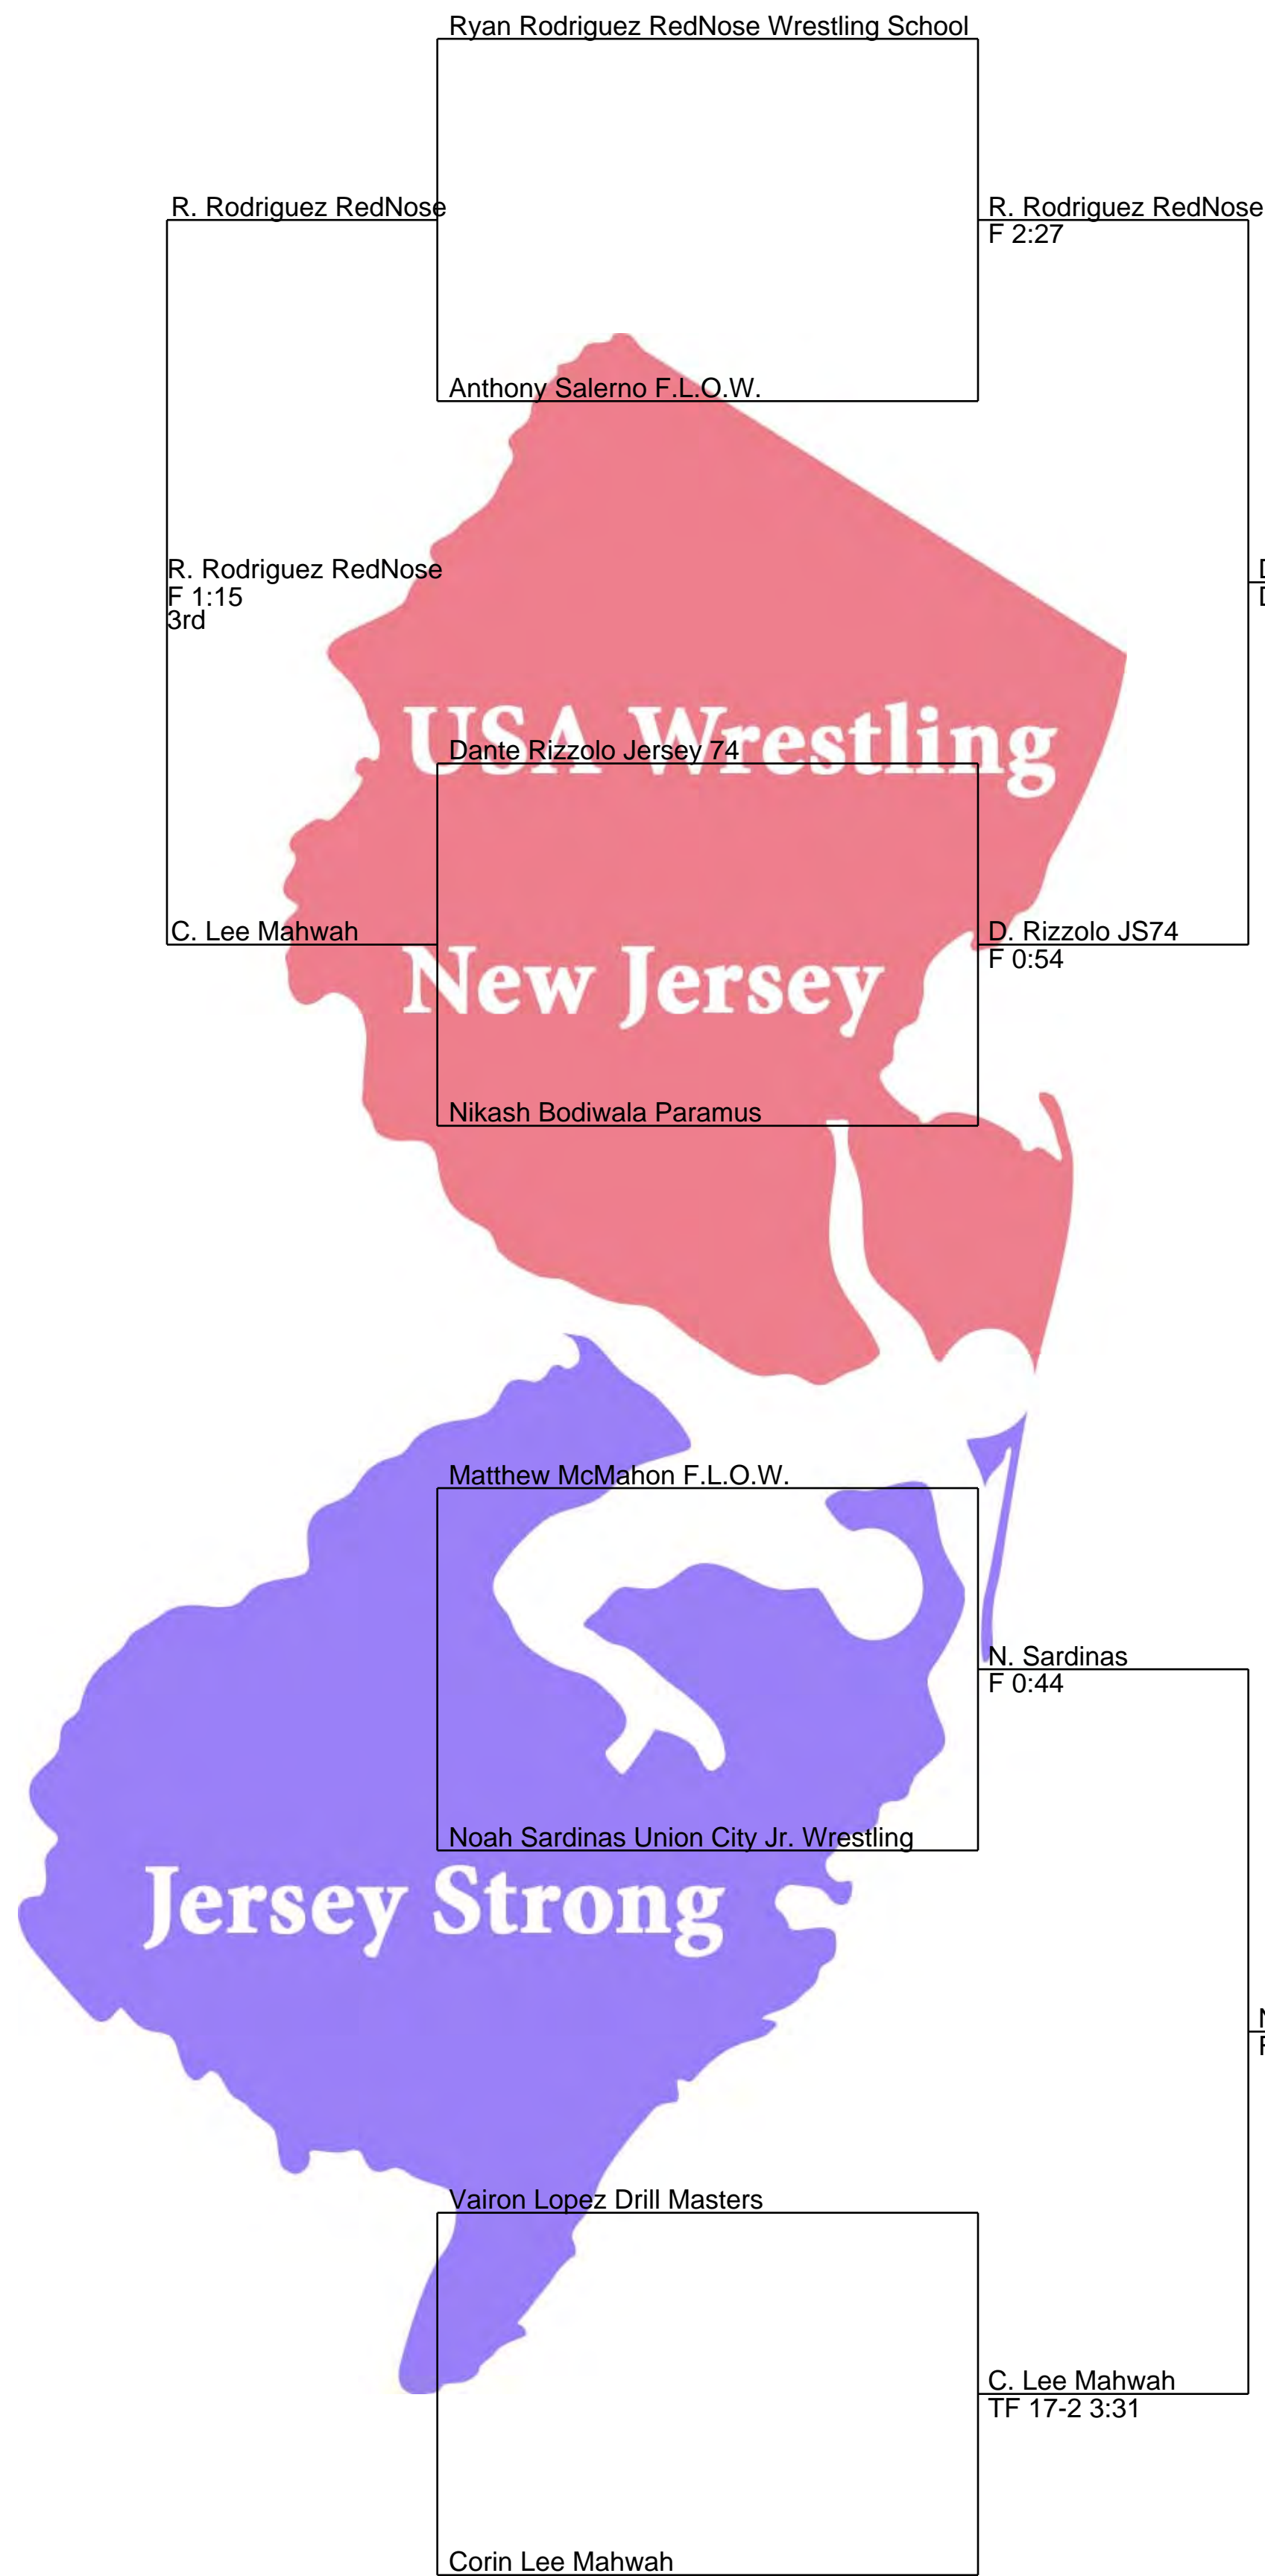 Ryan Rodriguez RedNose Wrestling School
R. Rodriguez RedNose
R. Rodriguez RedNose
F 2:27
Anthony Salerno F.L.O.W.
R. Rodriguez RedNose
F 1:15
3rd
USA Wrestling
Dante Rizzolo Jersey 74
C. Lee Mahwah
D. Rizzolo JS74
F 0:54
New Jersey
Nikash Bodiwala Paramus
Matthew McMahon F.L.O.W.
N. Sardinas
F 0:44
Noah Sardinas Union City Jr. Wrestling
Jersey Strong
Vairon Lopez Drill Masters
C. Lee Mahwah
TF 17-2 3:31
Corin Lee Mahwah